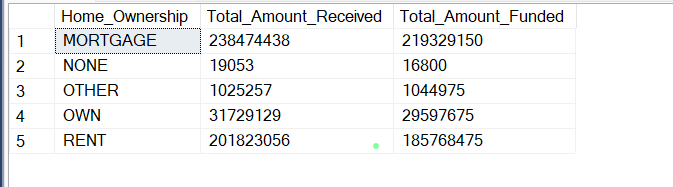 Home_Ownership Total_Amount_Received Total_Amount_Funded
1 MORTGAGE 238474438 219329150
2 NONE 19053 16800
3 OTHER 1025257 1044975
4 OWN 31729129 29597675
5 RENT 201823056 185768475